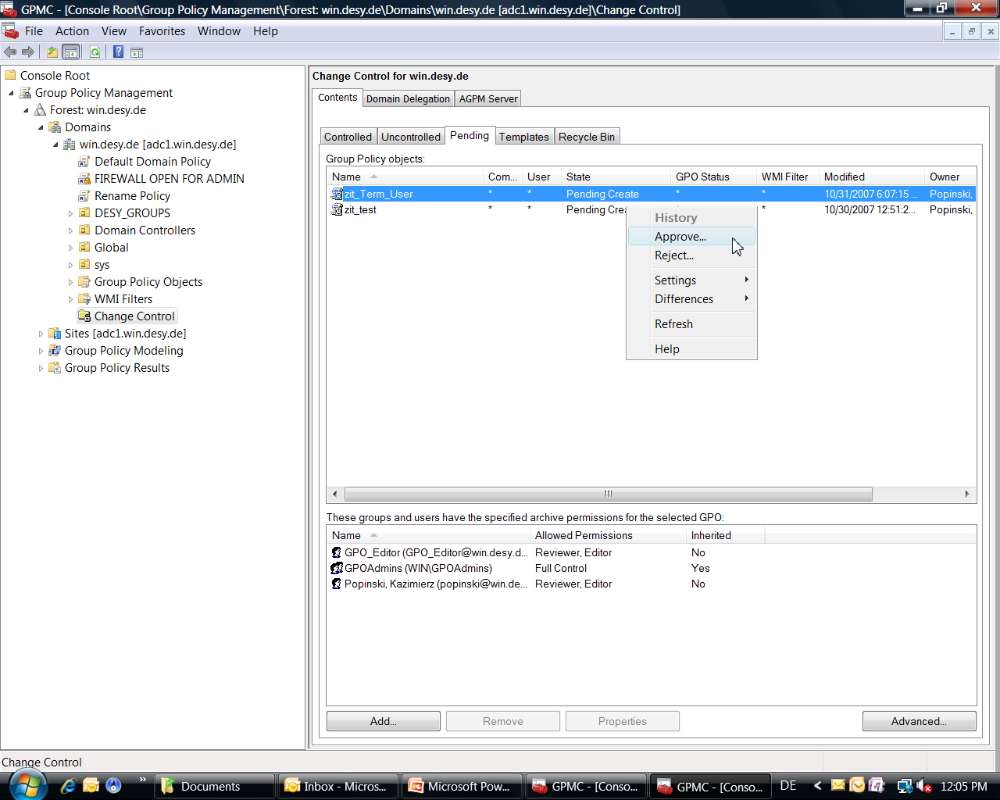 GPMC - [Console Root\Group Policy Management\Forest: win.desy.de\Domains\win.desy.de [adc1.win.desy.de]\Change Control]
File Action View Favorites Window Help
Console Root
Group Policy Management
Forest: win.desy.de
Domains
win.desy.de [adc1.win.desy.de]
Default Domain Policy
FIREWALL OPEN FOR ADMIN
Rename Policy
DESY_GROUPS
Domain Controllers
Global
sys
Group Policy Objects
WMI Filters
Change Control
Sites [adc1.win.desy.de]
Group Policy Modeling
Group Policy Results
Change Control for win.desy.de
Contents Domain Delegation AGPM Server
Controlled Uncontrolled Pending Templates Recycle Bin
Group Policy objects:
Name Com... User State GPO Status WMI Filter Modified Owner
zit_Term_User * * Pending Create * * 10/31/2007 6:07:15 ... Popinski,
zit_test * * Pending Crea * 10/30/2007 12:51:2... Popinski,
History
Approve...
Reject...
Settings
Differences
Refresh
Help
These groups and users have the specified archive permissions for the selected GPO:
Name Allowed Permissions Inherited
GPO_Editor (GPO_Editor@win.desy.d... Reviewer, Editor No
GPOAdmins (WIN\GPOAdmins) Full Control Yes
Popinski, Kazimierz (popinski@win.de... Reviewer, Editor No
Add... Remove Properties Advanced...
Change Control
» Documents Inbox - Micros... Microsoft Pow... GPMC - [Conso... GPMC - [Conso... DE < 12:05 PM